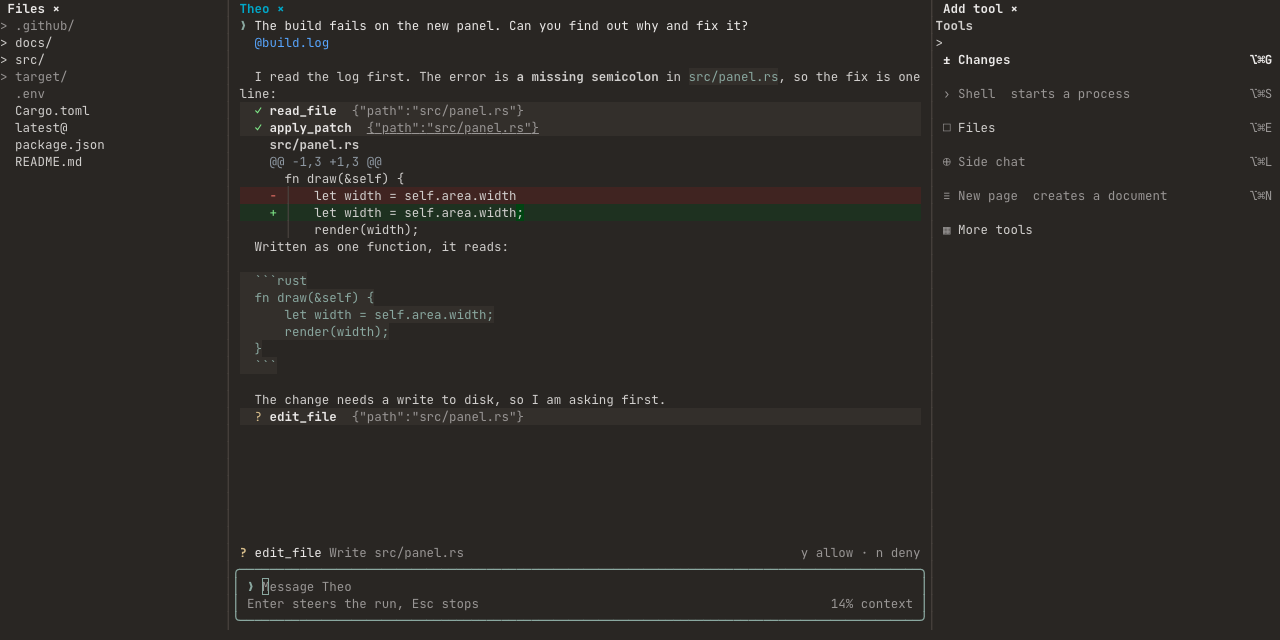 Files ×
> .github/
> docs/
> src/
> target/
.env
Cargo.toml
latest@
package.json
README.md
Theo ×
❯ The build fails on the new panel. Can you find out why and fix it?
@build.log
I read the log first. The error is a missing semicolon in src/panel.rs, so the fix is one
line:
✓ read_file {"path":"src/panel.rs"}
✓ apply_patch {"path":"src/panel.rs"}
src/panel.rs
@@ -1,3 +1,3 @@
fn draw(&self) {
- let width = self.area.width
+ let width = self.area.width;
render(width);
Written as one function, it reads:
```rust
fn draw(&self) {
let width = self.area.width;
render(width);
}
```
The change needs a write to disk, so I am asking first.
? edit_file {"path":"src/panel.rs"}
? edit_file Write src/panel.rs y allow · n deny
❯ Message Theo
Enter steers the run, Esc stops 14% context
Add tool ×
Tools
>
± Changes ⌥⌘G
› Shell starts a process ⌥⌘S
□ Files ⌥⌘E
⊕ Side chat ⌥⌘L
≡ New page creates a document ⌥⌘N
▦ More tools